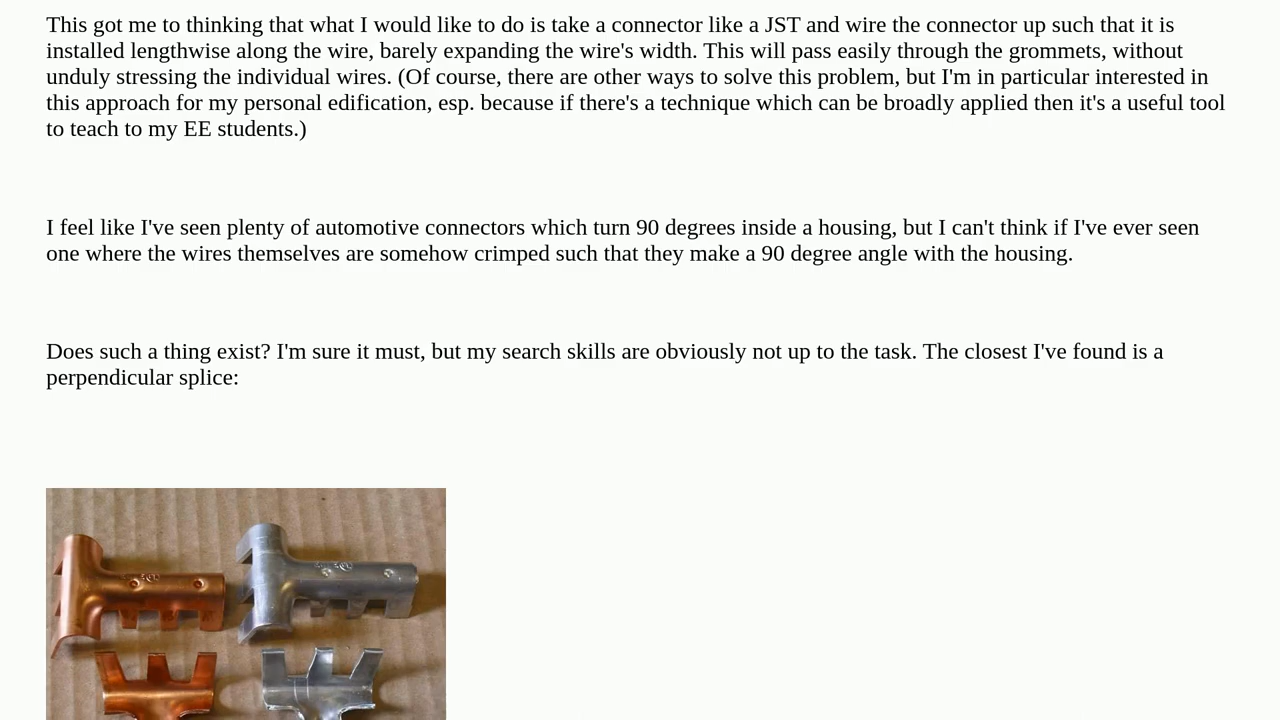 This got me to thinking that what I would like to do is take a connector like a JST and wire the connector up such that it is
installed lengthwise along the wire, barely expanding the wire's width. This will pass easily through the grommets, without
unduly stressing the individual wires. (Of course, there are other ways to solve this problem, but I'm in particular interested in
this approach for my personal edification, esp. because if there's a technique which can be broadly applied then it's a useful tool
to teach to my EE students.)
I feel like I've seen plenty of automotive connectors which turn 90 degrees inside a housing, but I can't think if I've ever seen
one where the wires themselves are somehow crimped such that they make a 90 degree angle with the housing.
Does such a thing exist? I'm sure it must, but my search skills are obviously not up to the task. The closest I've found is a
perpendicular splice: